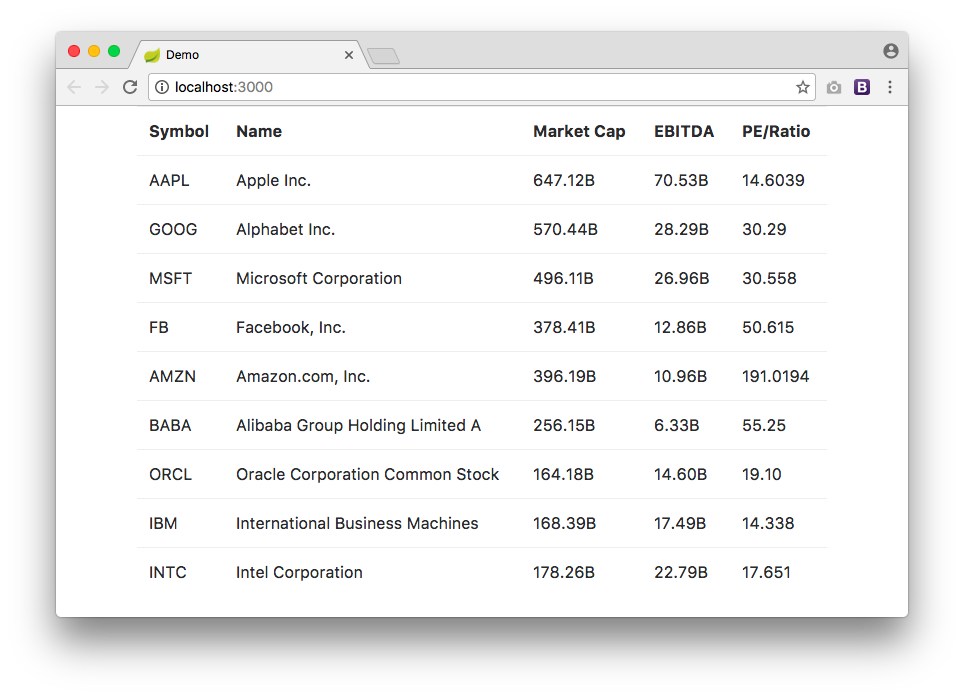 Demo
localhost:3000
B
Symbol Name Market Cap EBITDA PE/Ratio
AAPL Apple Inc. 647.12B 70.53B 14.6039
GOOG Alphabet Inc. 570.44B 28.29B 30.29
MSFT Microsoft Corporation 496.11B 26.96B 30.558
FB Facebook, Inc. 378.41B 12.86B 50.615
AMZN Amazon.com, Inc. 396.19B 10.96B 191.0194
BABA Alibaba Group Holding Limited A 256.15B 6.33B 55.25
ORCL Oracle Corporation Common Stock 164.18B 14.60B 19.10
IBM International Business Machines 168.39B 17.49B 14.338
INTC Intel Corporation 178.26B 22.79B 17.651